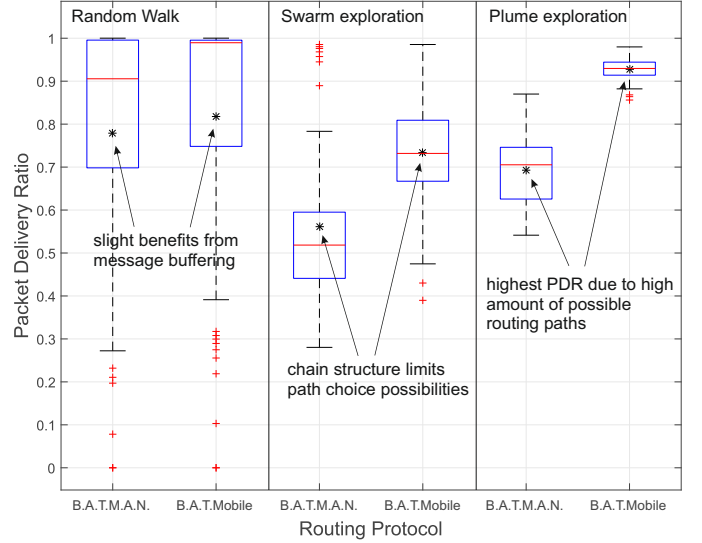 Random Walk
Swarm exploration
Plume exploration
1
0.9
0.8
0.7
0.6
0.5
0.4
0.3
0.2
0.1
0
Packet Delivery Ratio
slight benefits from
message buffering
chain structure limits
path choice possibilities
highest PDR due to high
amount of possible
routing paths
B.A.T.M.A.N.
B.A.T.Mobile
B.A.T.M.A.N.
B.A.T.Mobile
B.A.T.M.A.N.
B.A.T.Mobile
Routing Protocol